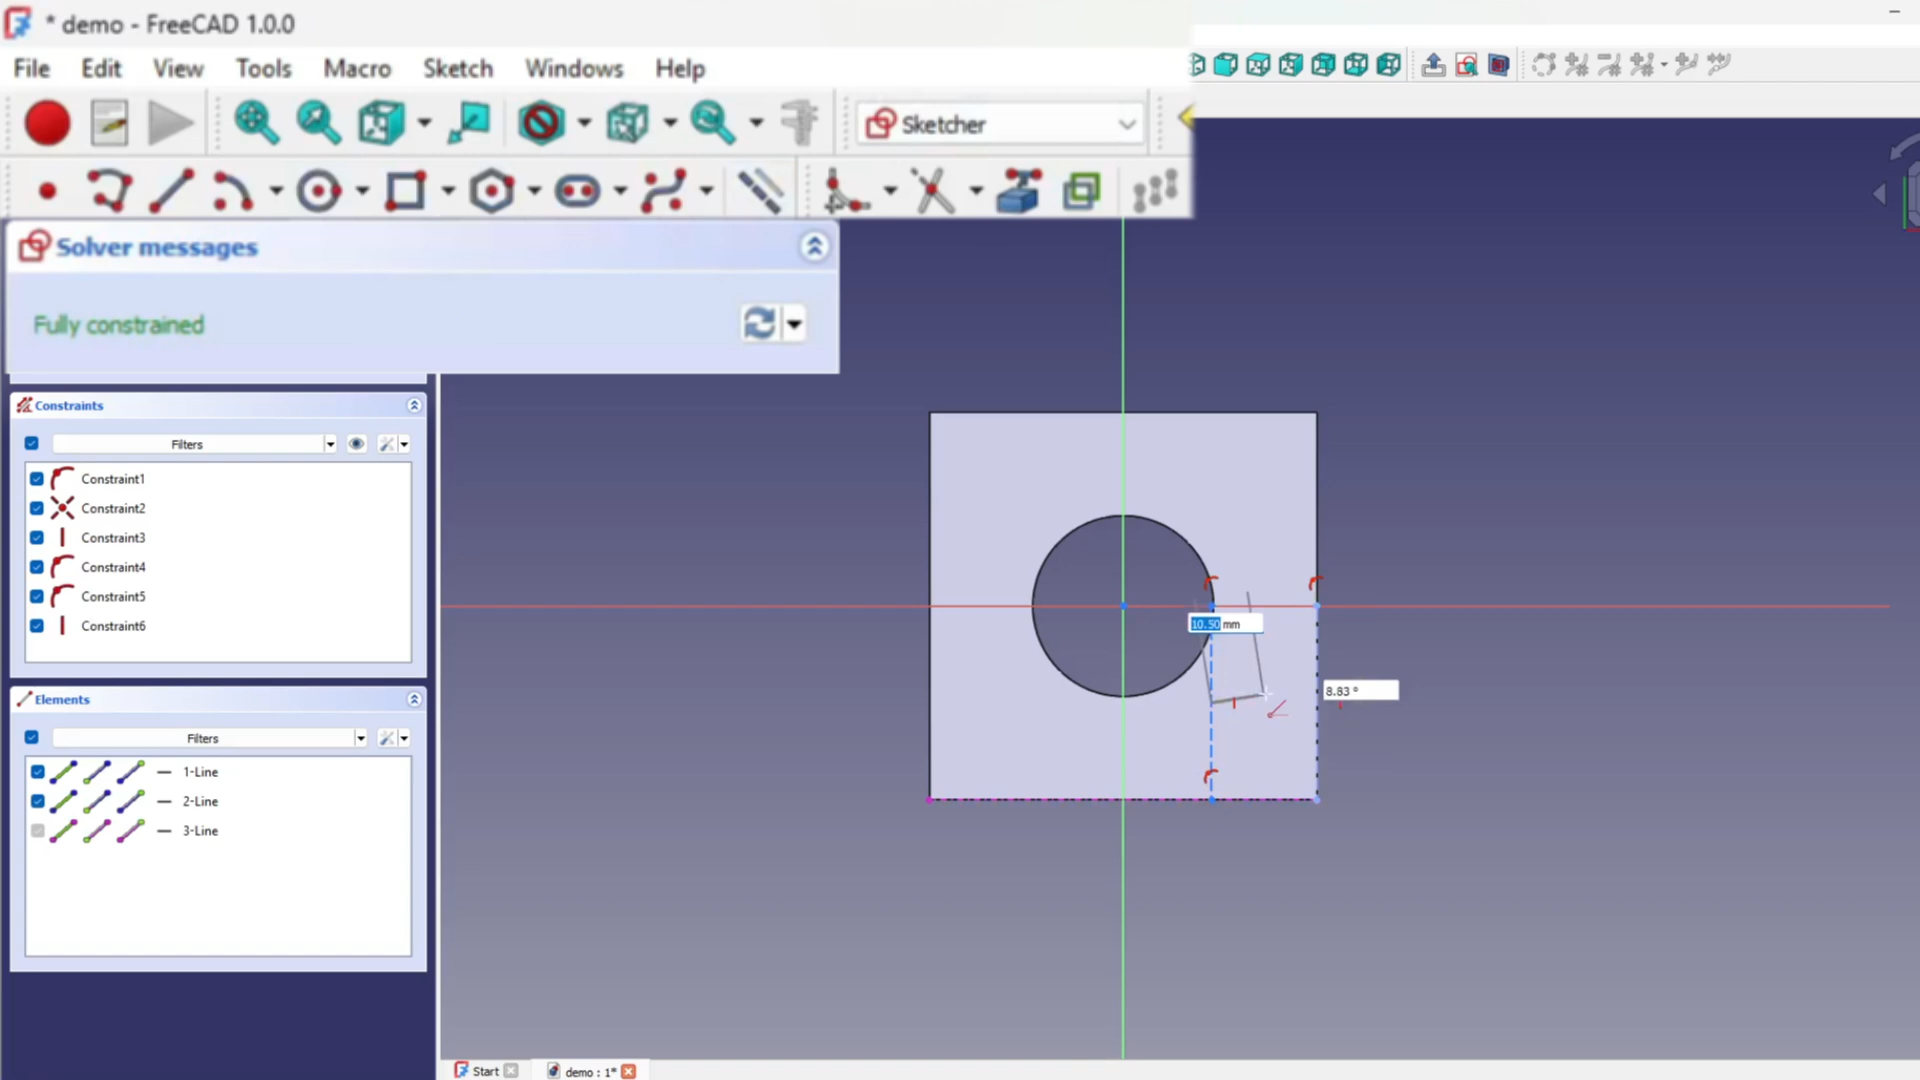 * demo - FreeCAD 1.0.0
File Edit View Tools Macro Sketch Windows Help
Sketcher
Solver messages
Fully constrained
Constraints
Filters
Constraint1
Constraint2
Constraint3
Constraint4
Constraint5
Constraint6
Elements
Filters
1-Line
2-Line
3-Line
10.50 mm
8.83 °
Start
demo : 1*